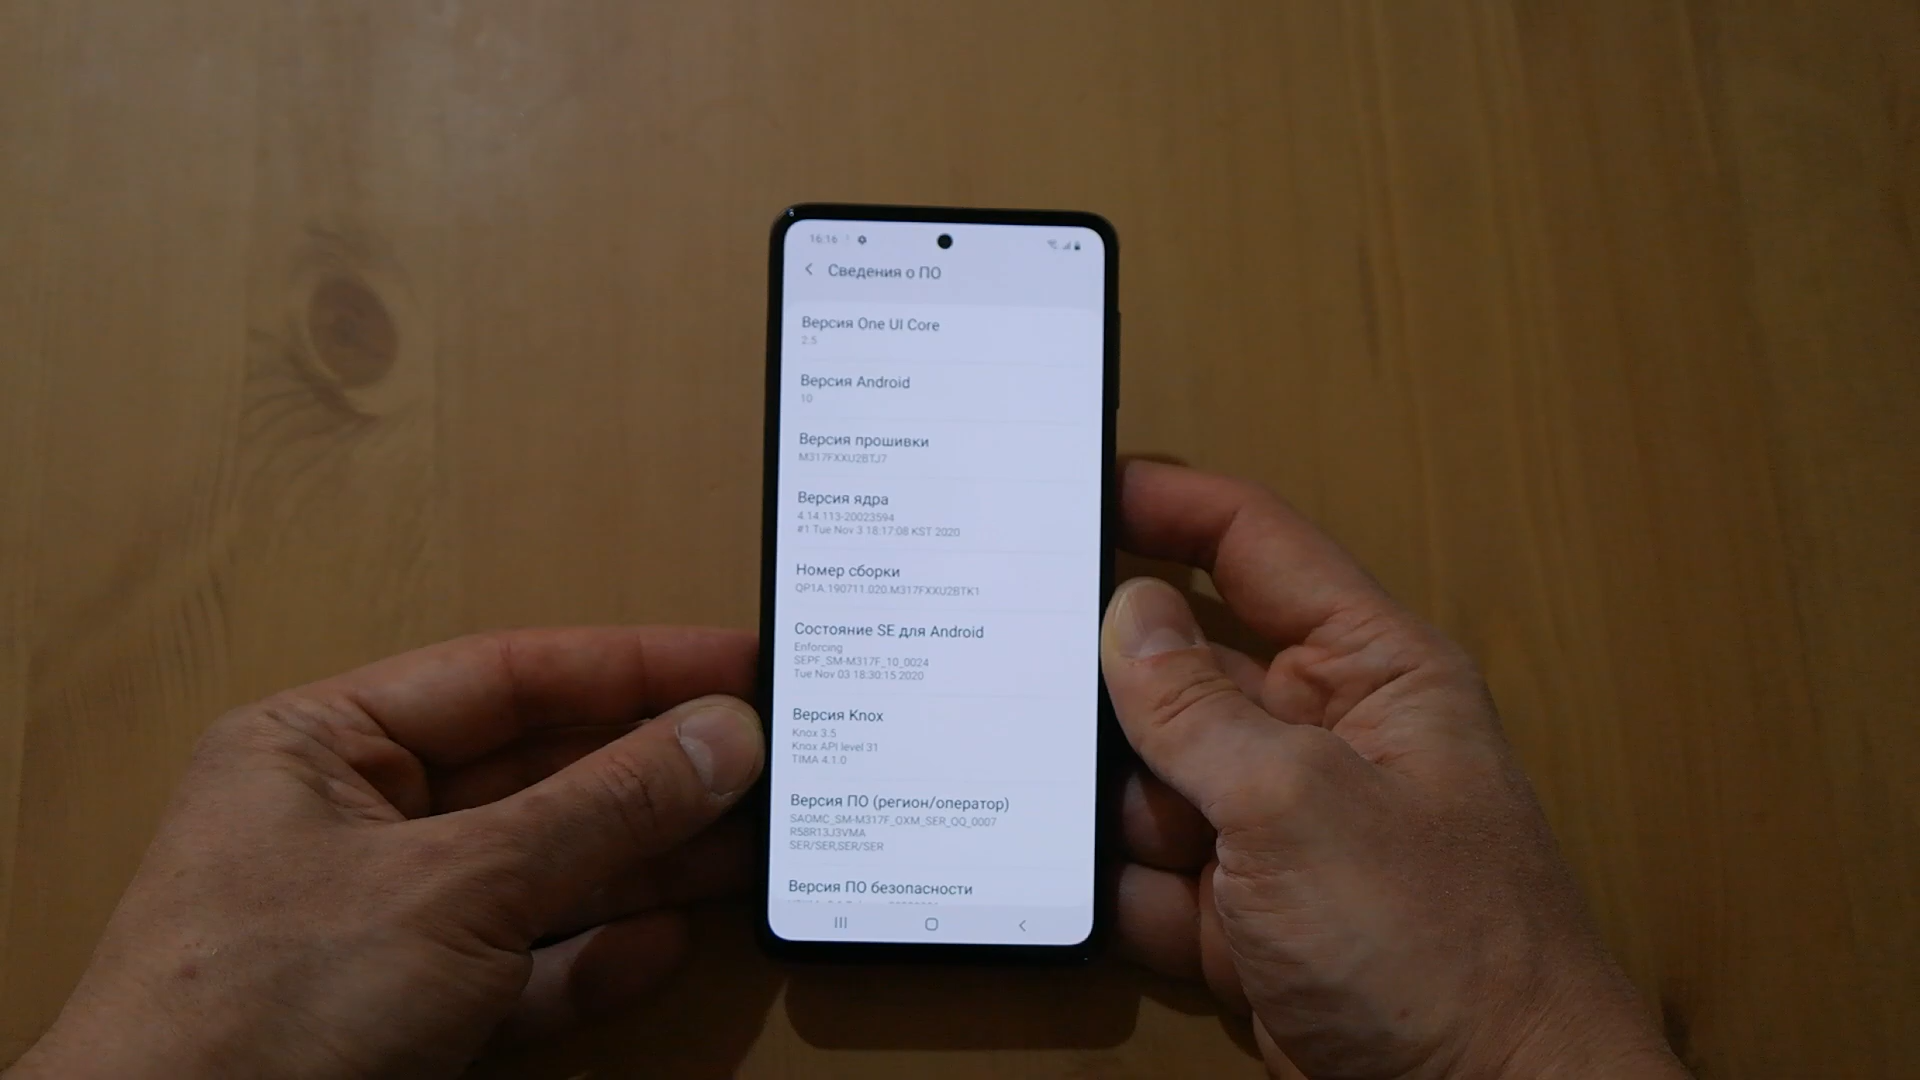 16:16
Сведения о ПО
Версия One UI Core
2.5
Версия Android
10
Версия прошивки
M317FXXU2BTJ7
Версия ядра
4.14.113-20023594
#1 Tue Nov 3 18:17:08 KST 2020
Номер сборки
QP1A.190711.020.M317FXXU2BTK1
Состояние SE для Android
Enforcing
SEPF_SM-M317F_10_0024
Tue Nov 03 18:30:15 2020
Версия Knox
Knox 3.5
Knox API level 31
TIMA 4.1.0
Версия ПО (регион/оператор)
SAOMC_SM-M317F_OXM_SER_QQ_0007
R58R13J3VMA
SER/SER,SER/SER
Версия ПО безопасности